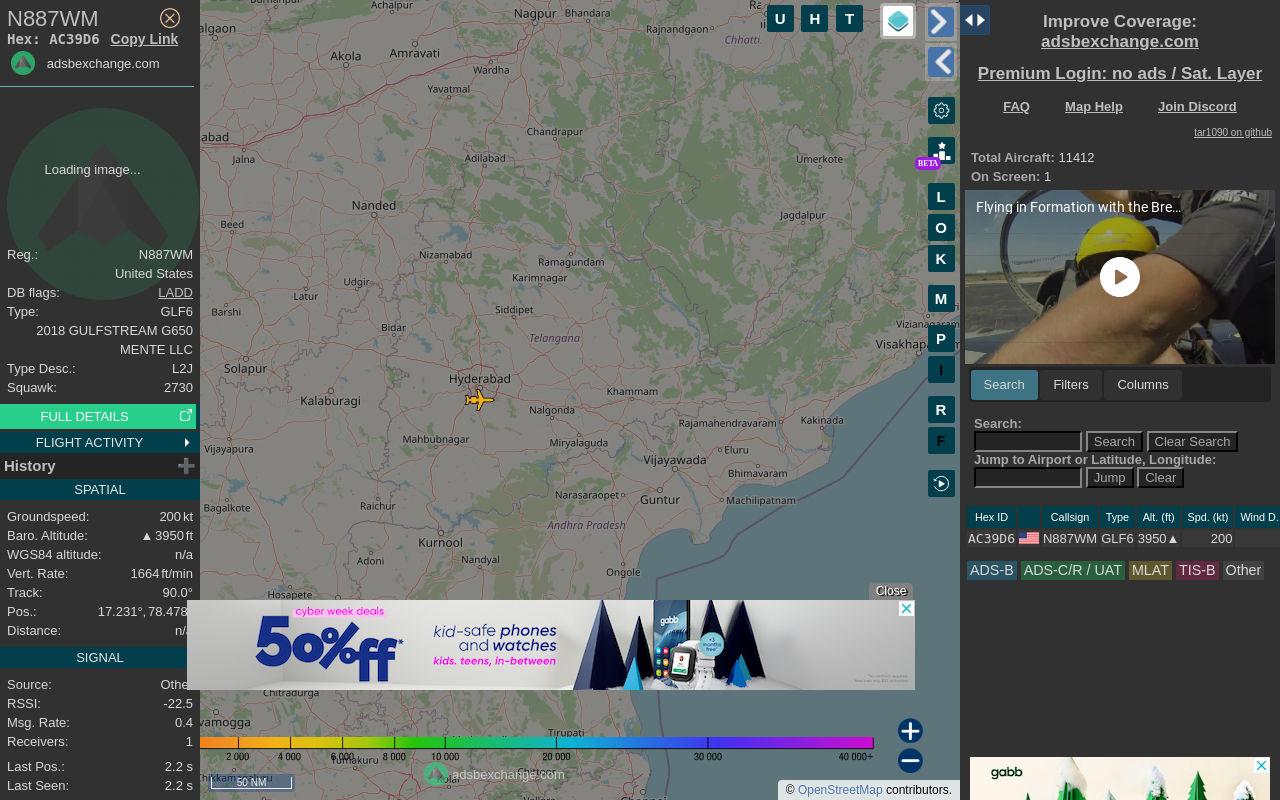 N887WM
Hex: AC39D6 Copy Link
adsbexchange.com
Loading image...
Reg.: N887WM
United States
DB flags: LADD
Type: GLF6
2018 GULFSTREAM G650
MENTE LLC
Type Desc.: L2J
Squawk: 2730
FULL DETAILS
FLIGHT ACTIVITY
History
SPATIAL
Groundspeed: 200 kt
Baro. Altitude: ▲ 3950 ft
WGS84 altitude: n/a
Vert. Rate: 1664 ft/min
Track: 90.0°
Pos.: 17.231°, 78.478°
Distance: n/a
SIGNAL
Source: Other
RSSI: -22.5
Msg. Rate: 0.4
Receivers: 1
Last Pos.: 2.2 s
Last Seen: 2.2 s
Achalpur
Nagpur
Bhandara
Rajnandgaon
Chhatti.
Akola
Amravati
Wardha
Yavatmal
Chandrapur
Jalna
Adilabad
Umerkote
Nanded
Beed
Jagdalpur
Nizamabad
Ramagundam
Karimnagar
Udgir
Latur
Barshi
Siddipet
Bidar
Telangana
Vizianagaram
Solapur
Hyderabad
Khammam
Kalaburagi
Nalgonda
Rajamahendravaram
Kakinada
Mahbubnagar
Miryalaguda
Vijayapura
Eluru
Vijayawada
Bhimavaram
Narasaraopet
Guntur
Machilipatnam
Bagalkote
Raichur
Andhra Pradesh
Adoni
Kurnool
Nandyal
Ongole
Hosapete
Chitradurga
Tirupati
Tumakuru
Kolar
Chittoor
U H T
BETA
L
O
K
M
P
I
R
F
Close
cyber week deals
50% off*
kid-safe phones
and watches
kids. teens, in-between
gabb
+3 months free*
2 000 4 000 6 000 8 000 10 000 20 000 30 000 40 000+
adsbexchange.com
50 NM
© OpenStreetMap contributors.
Improve Coverage:
adsbexchange.com
Premium Login: no ads / Sat. Layer
FAQ Map Help Join Discord
tar1090 on github
Total Aircraft: 11412
On Screen: 1
Flying in Formation with the Bre...
Search Filters Columns
Search:
Search Clear Search
Jump to Airport or Latitude, Longitude:
Jump Clear
Hex ID Callsign Type Alt. (ft) Spd. (kt) Wind D.
AC39D6 N887WM GLF6 3950▲ 200
ADS-B ADS-C/R / UAT MLAT TIS-B Other
gabb